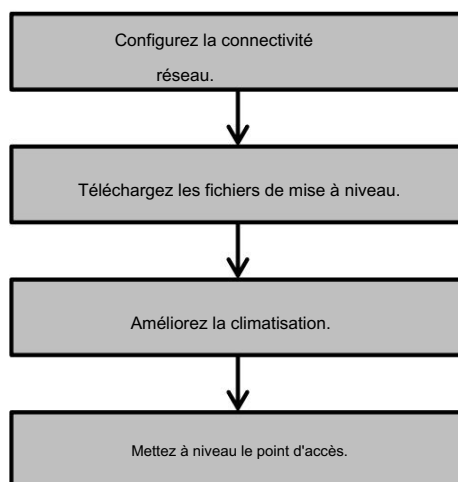 Configurez la connectivité
réseau.
Téléchargez les fichiers de mise à niveau.
Améliorez la climatisation.
Mettez à niveau le point d'accès.